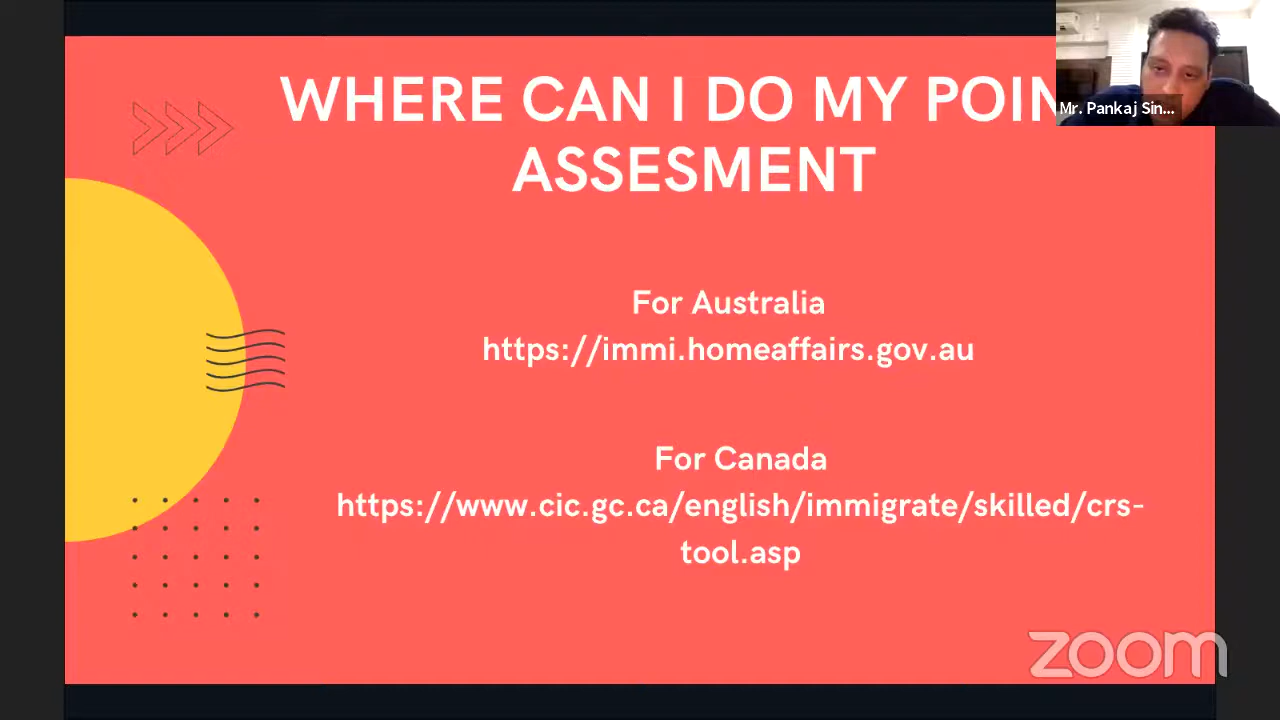 WHERE CAN I DO MY POIN
ASSESMENT
Mr. Pankaj Sin...
For Australia
https://immi.homeaffairs.gov.au
For Canada
https://www.cic.gc.ca/english/immigrate/skilled/crs-
tool.asp
zoom